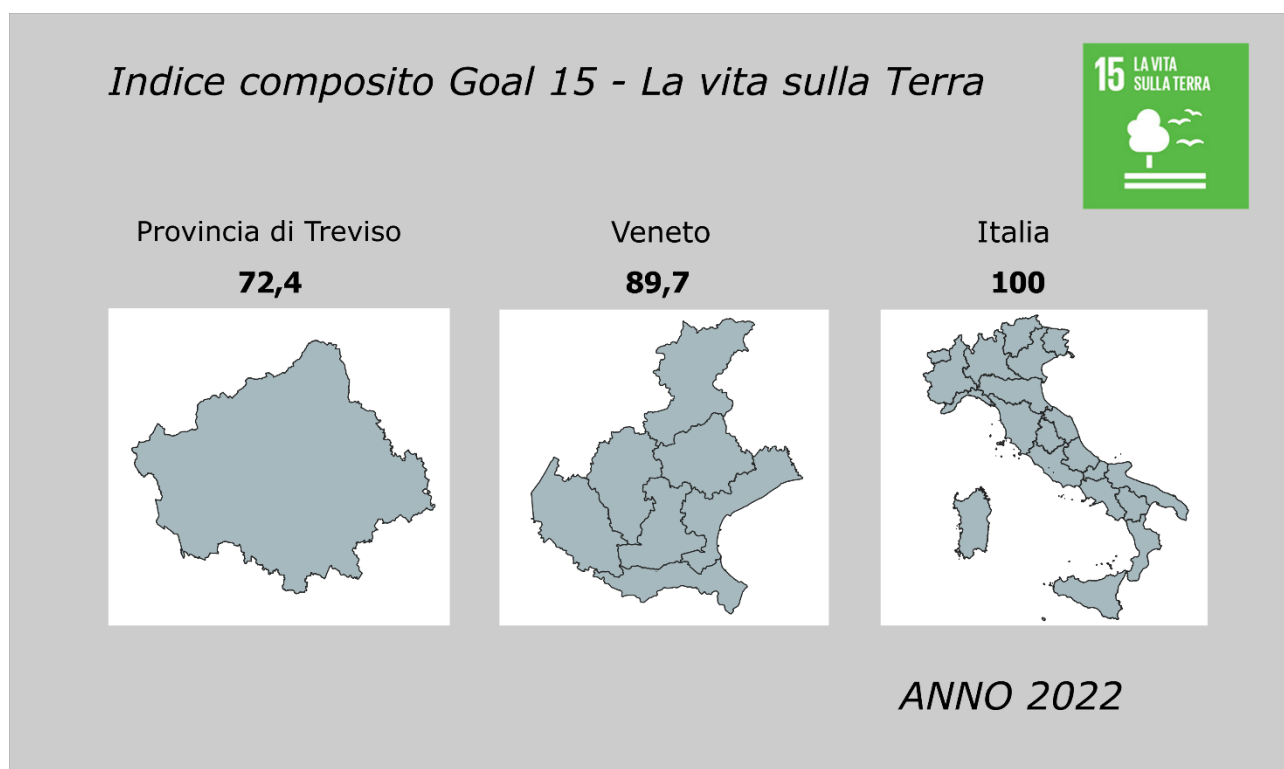 Indice composito Goal 15 - La vita sulla Terra
15 LA VITA
SULLA TERRA
Provincia di Treviso
72,4
Veneto
89,7
Italia
100
ANNO 2022